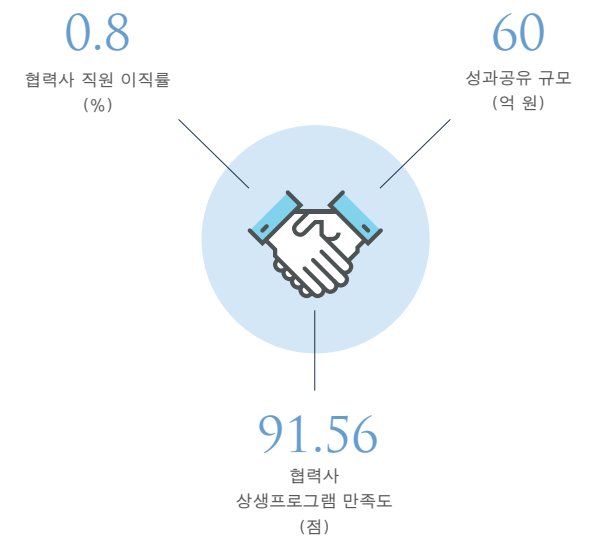 0.8
협력사 직원 이직률
(%)
60
성과공유 규모
(억 원)
91.56
협력사
상생프로그램 만족도
(점)